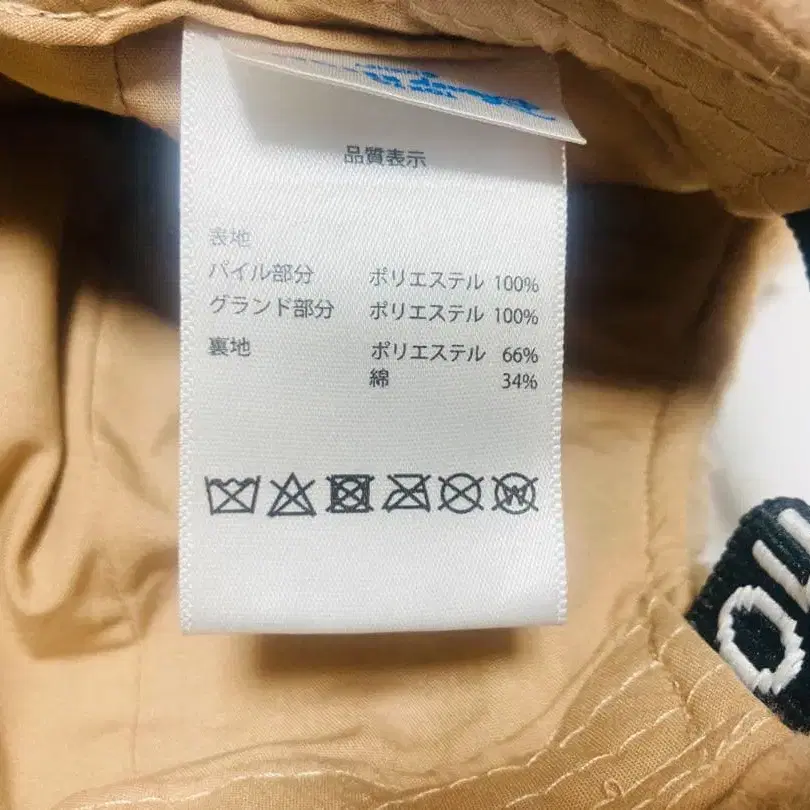 品質表示
表地
パイル部分 ポリエステル 100%
グランド部分 ポリエステル 100%
裏地 ポリエステル 66%
綿 34%